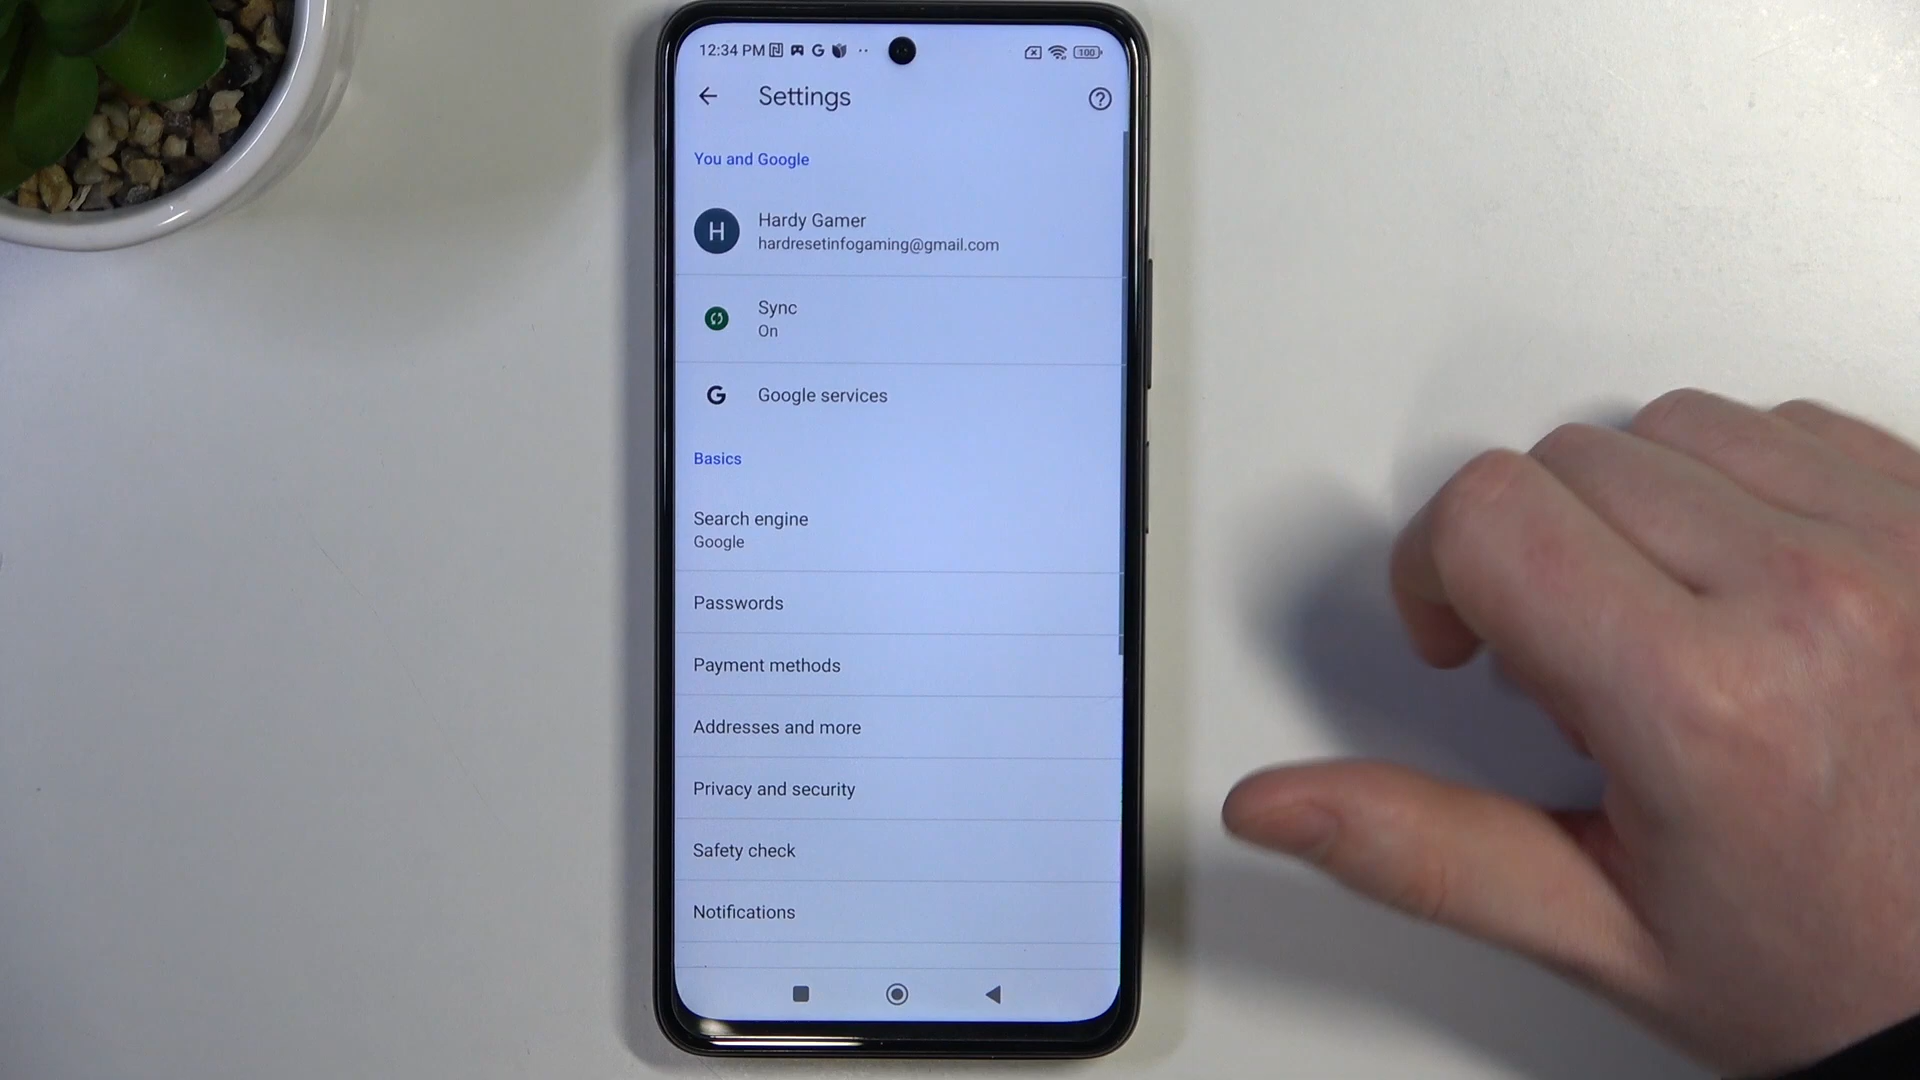 12:34 PM
100
Settings
You and Google
H
Hardy Gamer
hardresetinfogaming@gmail.com
Sync
On
Google services
Basics
Search engine
Google
Passwords
Payment methods
Addresses and more
Privacy and security
Safety check
Notifications